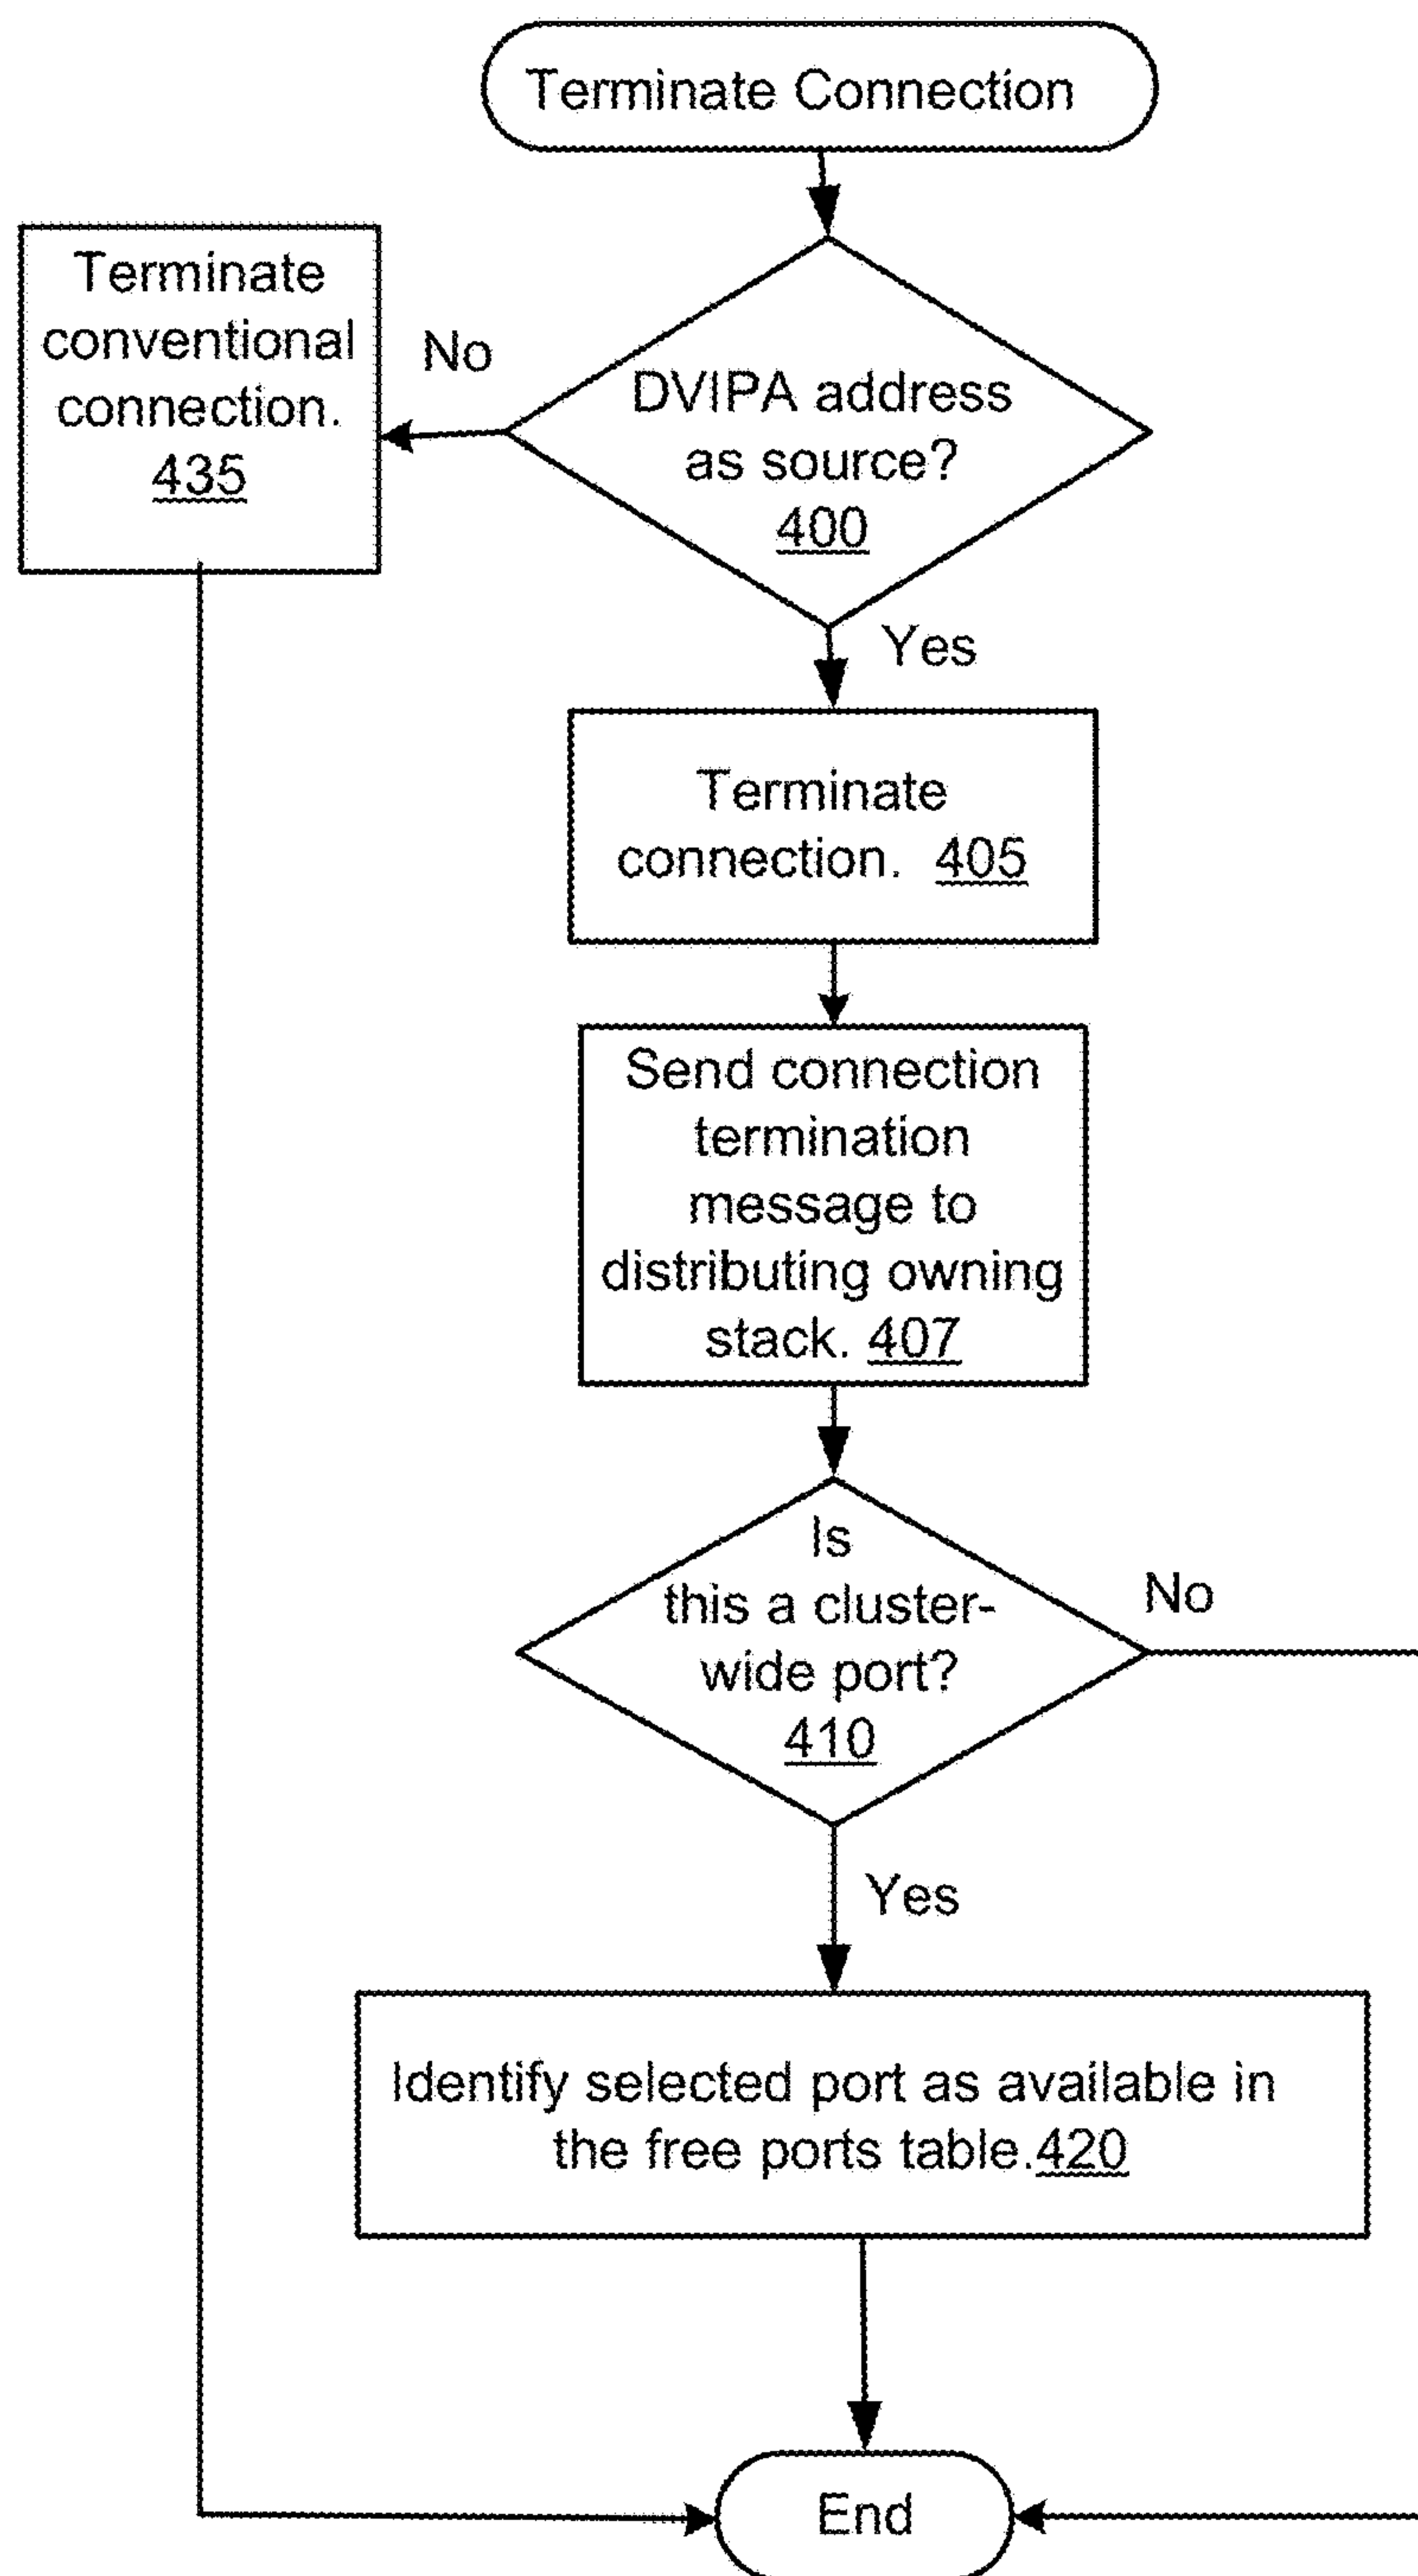 Terminate Connection
Terminate
conventional
connection.
435
No
DVIPA address
as source?
400
Yes
Terminate
connection. 405
Send connection
termination
message to
distributing owning
stack. 407
Is
this a cluster-
wide port?
410
No
Yes
Identify selected port as available in
the free ports table.420
End